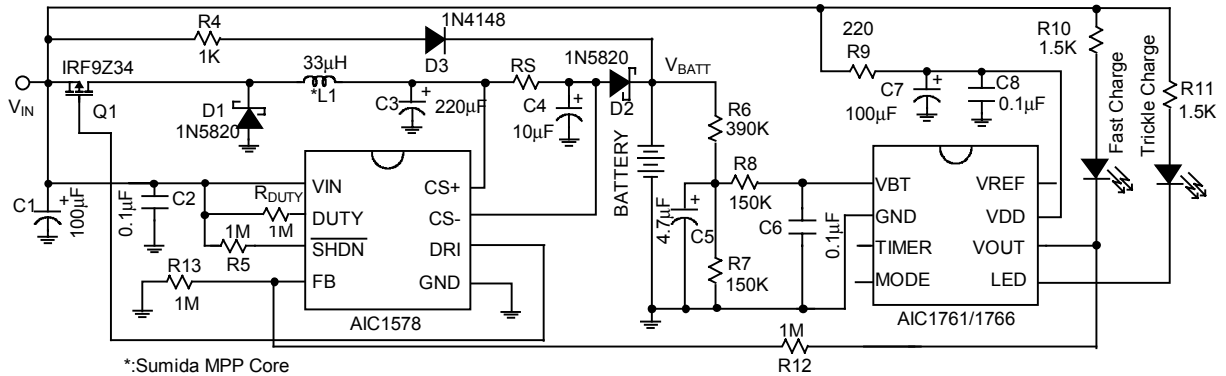 1N4148
R4
1K
D3
220
R9
R10
1.5K
IRF9Z34
33µH
*L1
RS
1N5820
VBATT
VIN
Q1
D1
1N5820
C3
220µF
C4
10µF
D2
C7
100µF
C8
0.1µF
R11
1.5K
Fast Charge
Trickle Charge
R6
390K
BATTERY
C1
100µF
C2
0.1µF
RDUTY
1M
1M
R5
VIN
DUTY
SHDN
FB
CS+
CS-
DRI
GND
AIC1578
R13
1M
R8
150K
4.7µF
C5
C6
0.1µF
R7
150K
VBT
GND
TIMER
MODE
VREF
VDD
VOUT
LED
AIC1761/1766
1M
R12
*:Sumida MPP Core